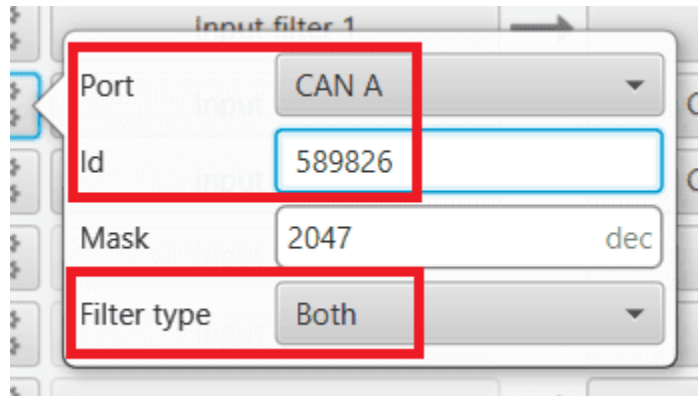 Input filter 1
Port CAN A
Id 589826
Mask 2047 dec
Filter type Both